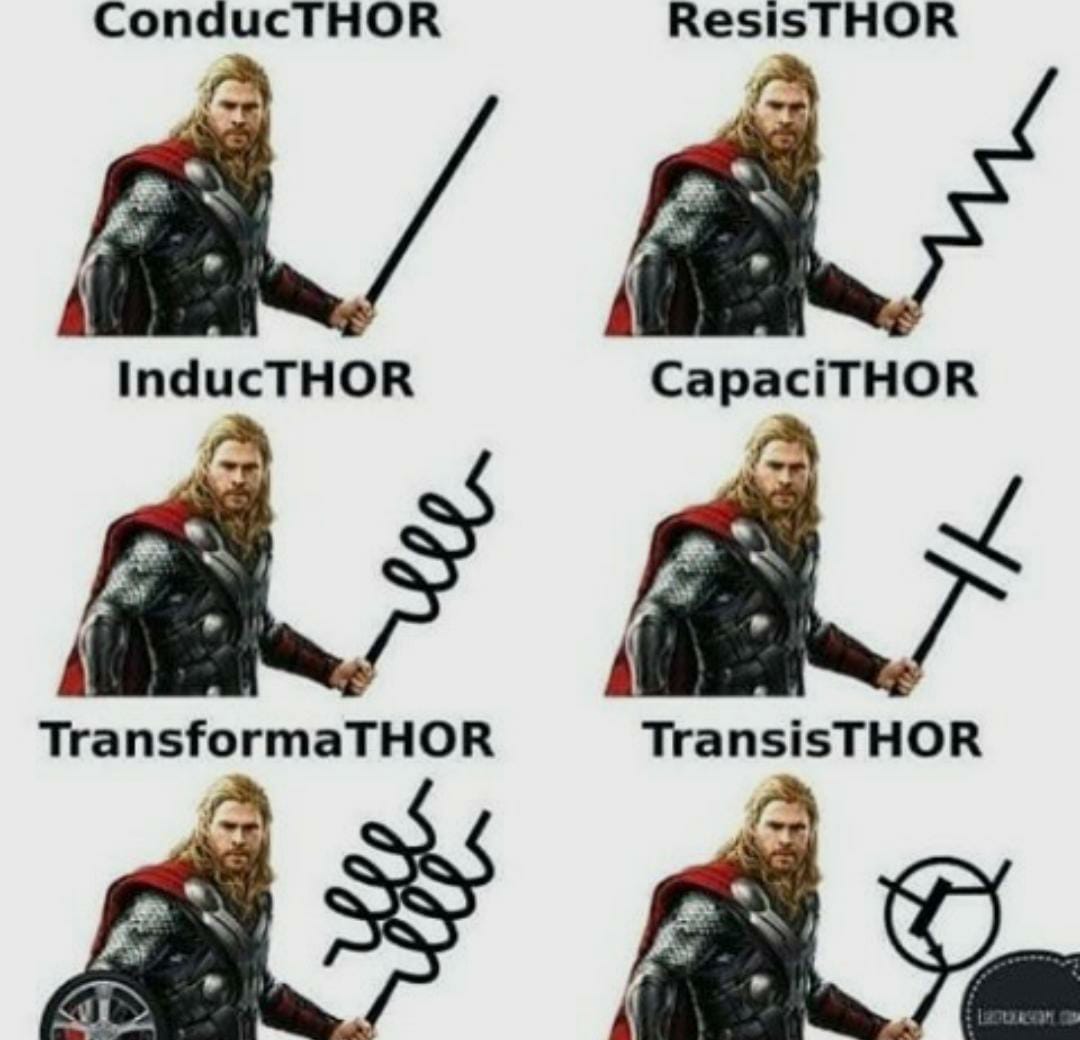 ConducTHOR
ResisTHOR
InducTHOR
CapaciTHOR
TransformaTHOR
TransisTHOR